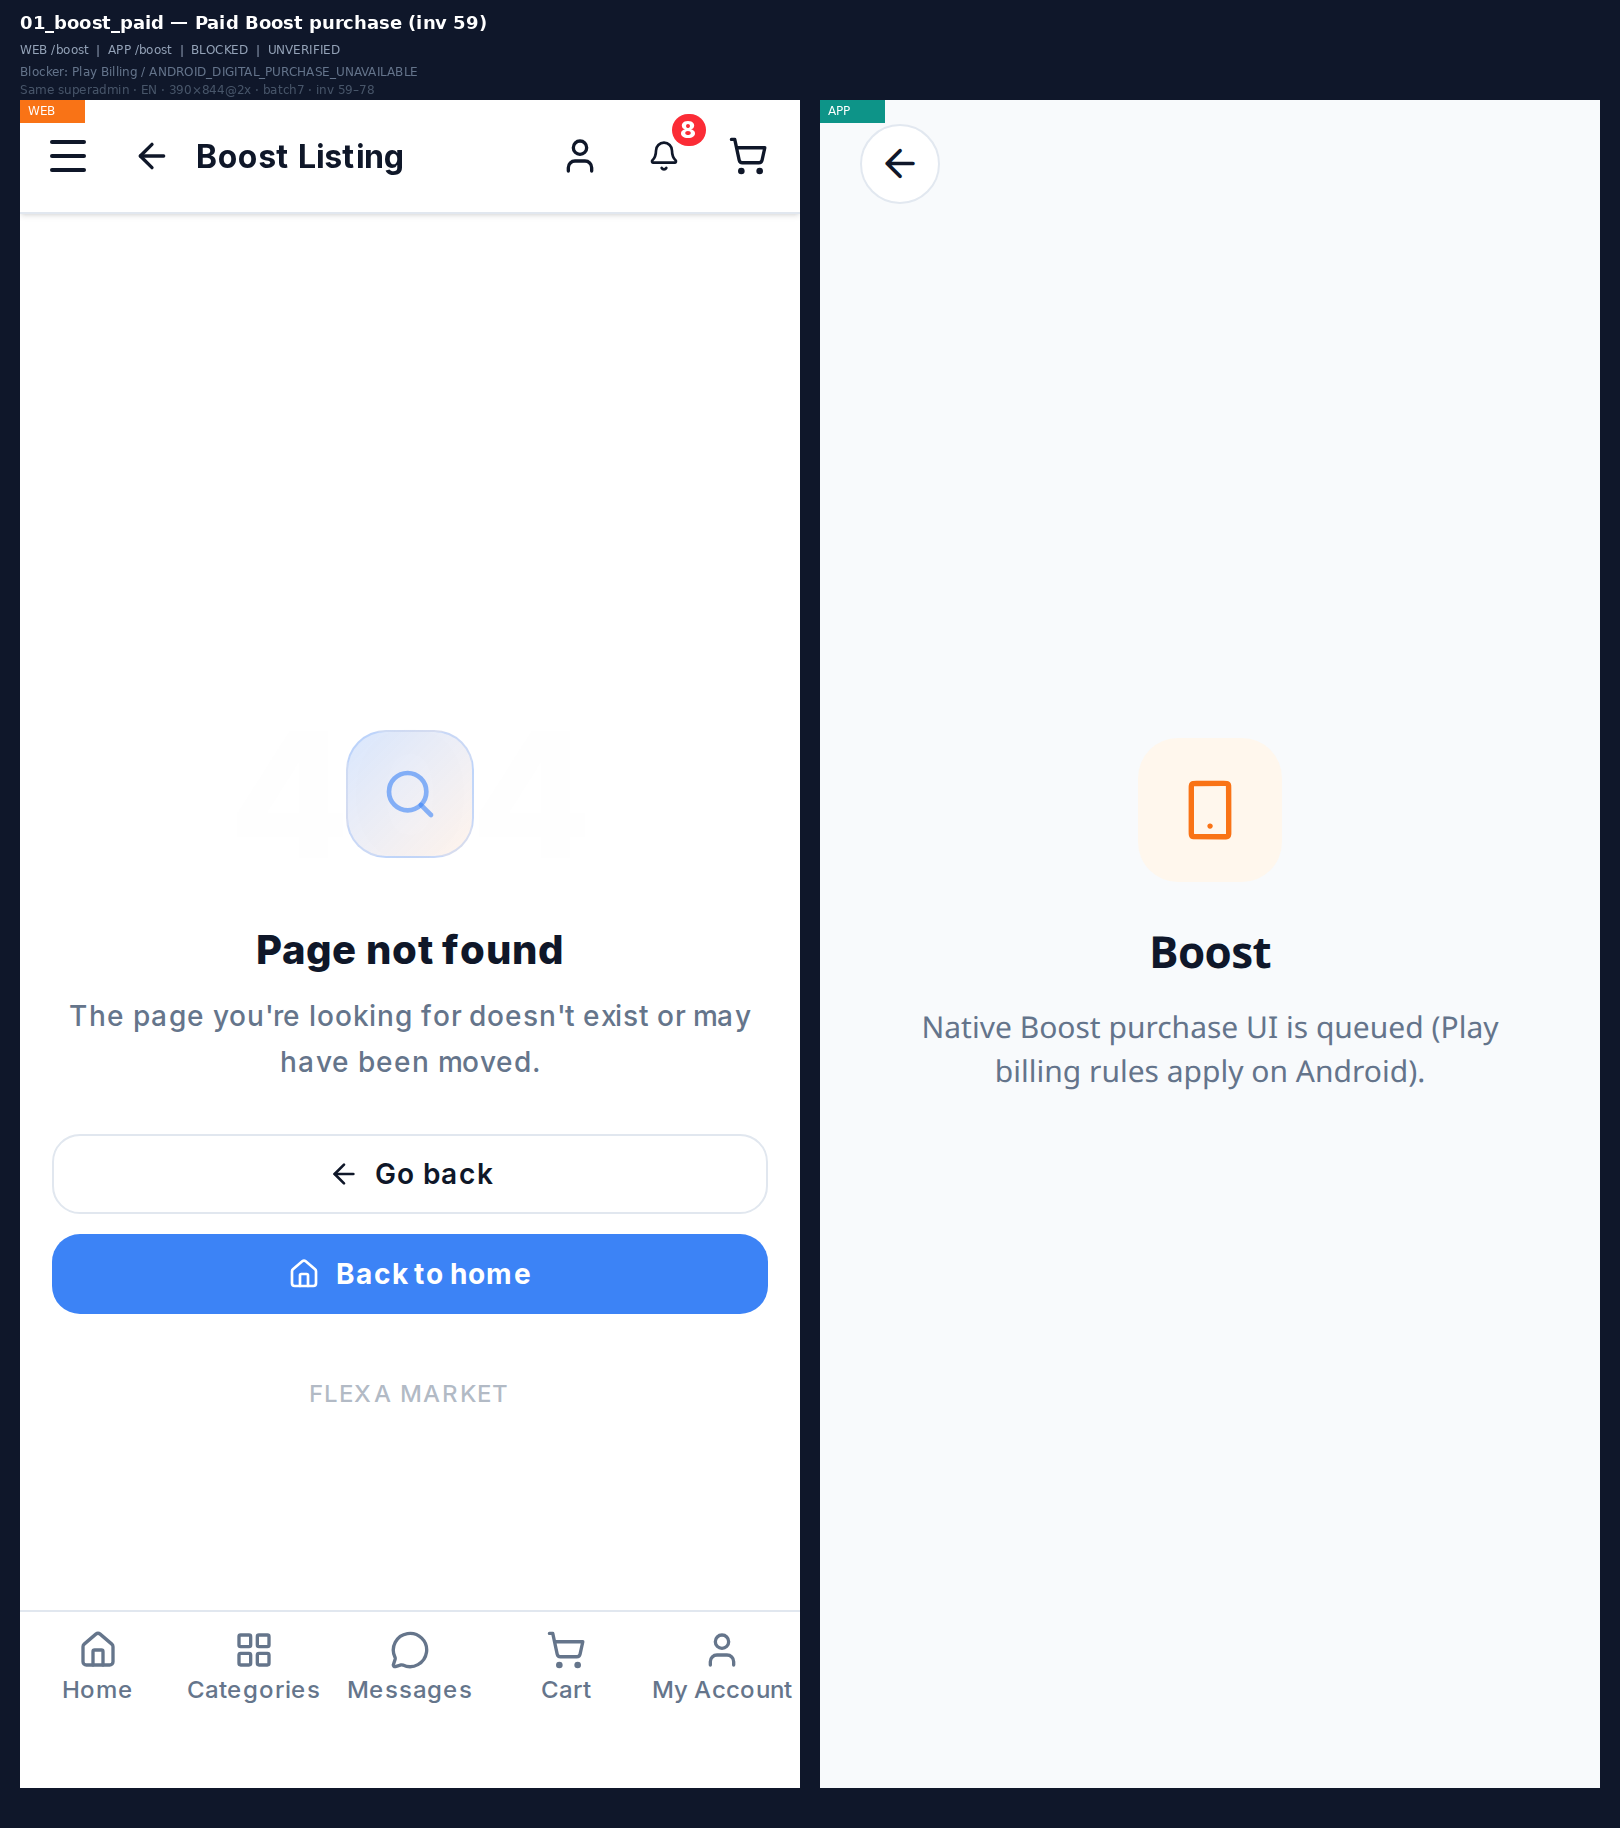 01_boost_paid — Paid Boost purchase (inv 59)
WEB /boost | APP /boost | BLOCKED | UNVERIFIED
Blocker: Play Billing / ANDROID_DIGITAL_PURCHASE_UNAVAILABLE
Same superadmin · EN · 390×844@2x · batch7 · inv 59–78
WEB
Boost Listing
8
4 4
Page not found
The page you're looking for doesn't exist or may
have been moved.
Go back
Back to home
FLEXA MARKET
Home
Categories
Messages
Cart
My Account
APP
Boost
Native Boost purchase UI is queued (Play
billing rules apply on Android).